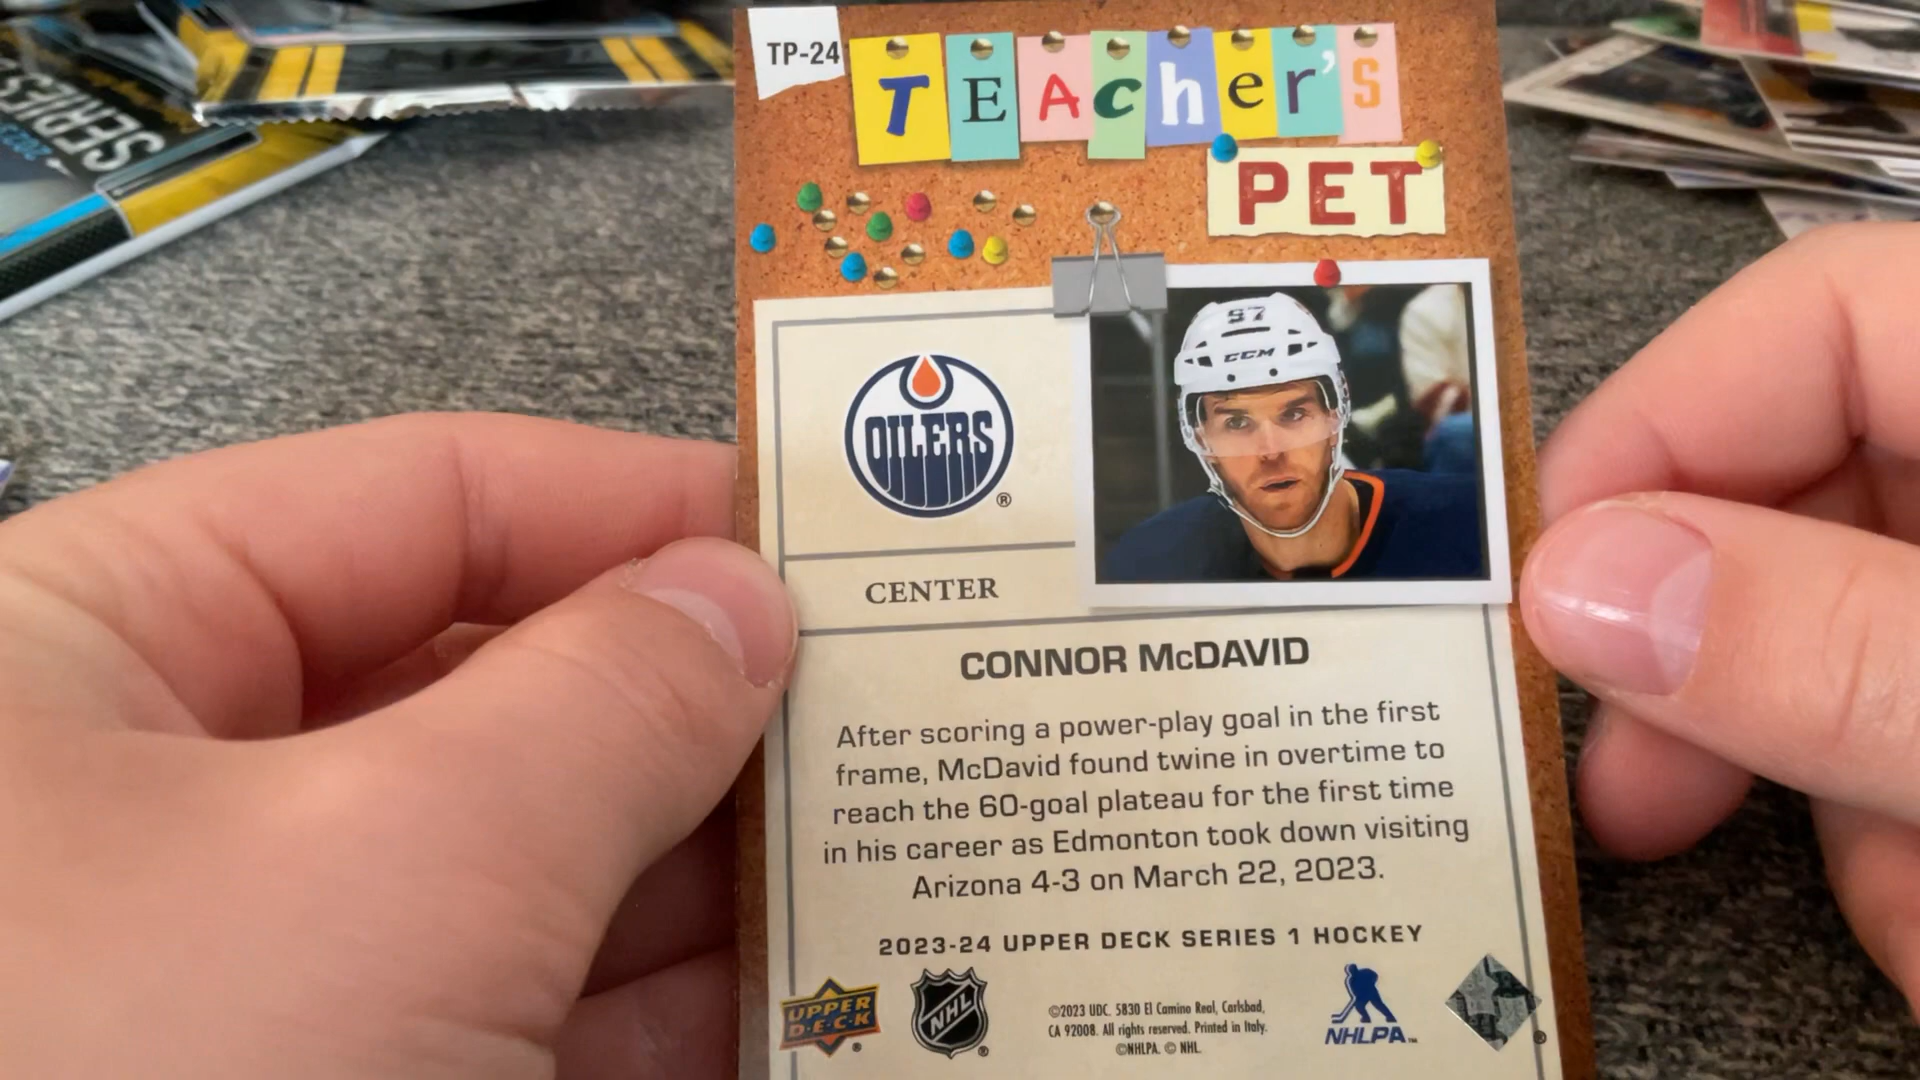 SERIES
TP-24
TEAcher's
PET
97
CCM
OILERS
®
CENTER
CONNOR McDAVID
After scoring a power-play goal in the first
frame, McDavid found twine in overtime to
reach the 60-goal plateau for the first time
in his career as Edmonton took down visiting
Arizona 4-3 on March 22, 2023.
2023-24 UPPER DECK SERIES 1 HOCKEY
UPPER
D·E·C·K
®
NHL
®
©2023 UDC. 5830 El Camino Real, Carlsbad,
CA 92008. All rights reserved. Printed in Italy.
©NHLPA. © NHL.
NHLPA™
®